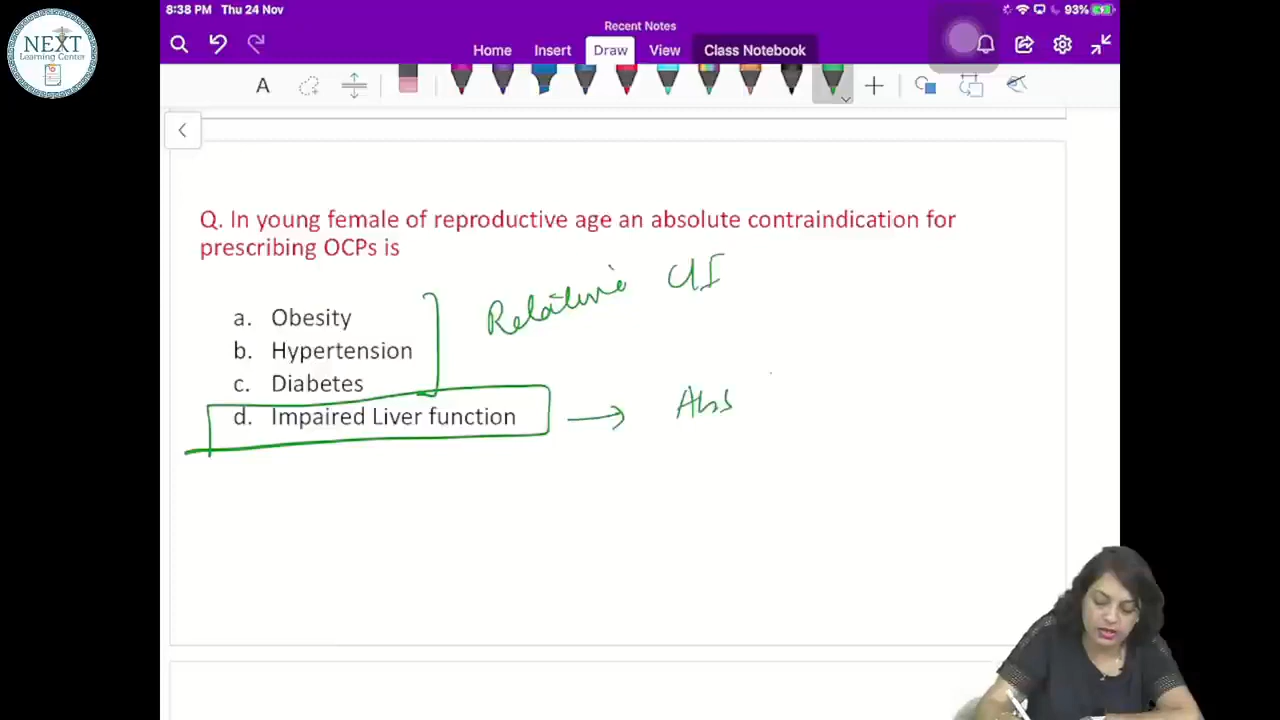 8:38 PM Thu 24 Nov
93%
Recent Notes
NEXT
Learning Center
Home Insert Draw View Class Notebook
A
Q. In young female of reproductive age an absolute contraindication for
prescribing OCPs is
Relative C/I
a. Obesity
b. Hypertension
c. Diabetes
d. Impaired Liver function → Abs